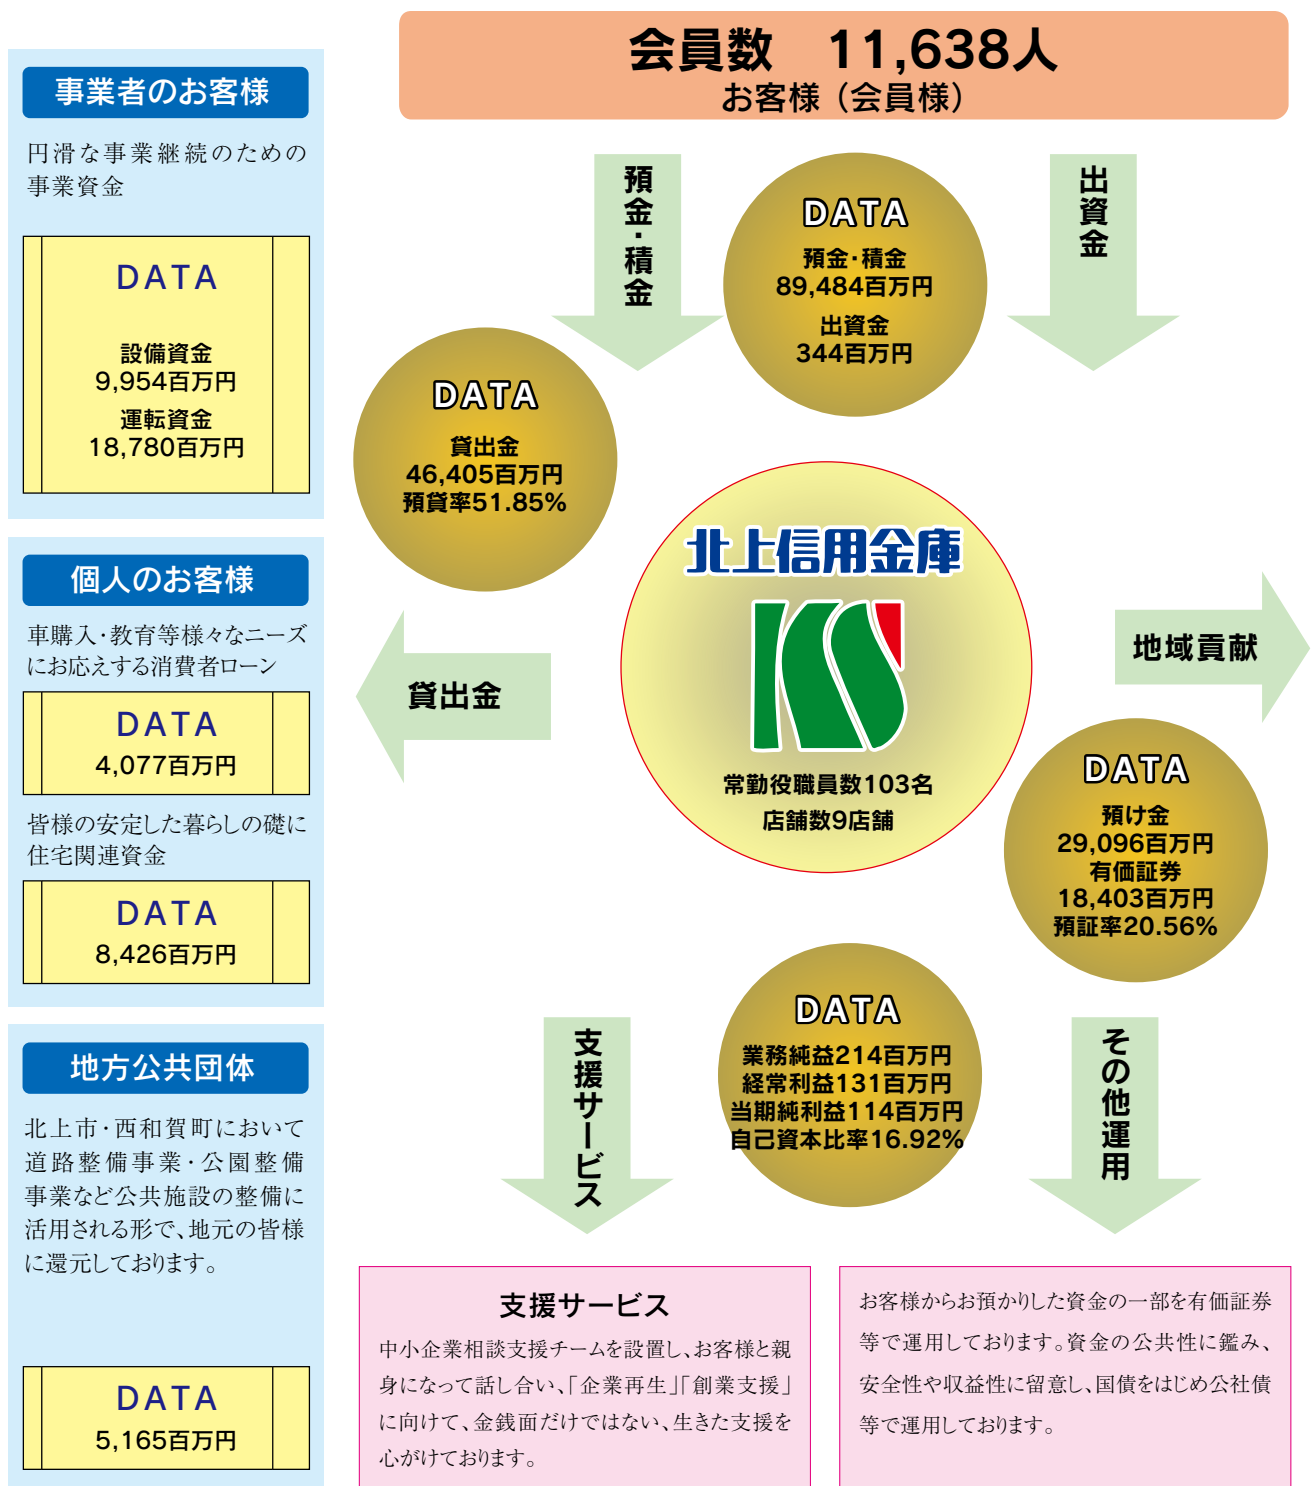 会員数　11,638人
お客様（会員様）
事業者のお客様
円滑な事業継続のための
事業資金
DATA
設備資金
9,954百万円
運転資金
18,780百万円
個人のお客様
車購入・教育等様々なニーズ
にお応えする消費者ローン
DATA
4,077百万円
皆様の安定した暮らしの礎に
住宅関連資金
DATA
8,426百万円
地方公共団体
北上市・西和賀町において
道路整備事業・公園整備
事業など公共施設の整備に
活用される形で、地元の皆様
に還元しております。
DATA
5,165百万円
預金・積金
DATA
預金・積金
89,484百万円
出資金
344百万円
出資金
DATA
貸出金
46,405百万円
預貸率51.85%
貸出金
北上信用金庫
KS
常勤役職員数103名
店舗数9店舗
地域貢献
DATA
預け金
29,096百万円
有価証券
18,403百万円
預証率20.56%
支援サービス
DATA
業務純益214百万円
経常利益131百万円
当期純利益114百万円
自己資本比率16.92%
その他運用
支援サービス
中小企業相談支援チームを設置し、お客様と親
身になって話し合い、「企業再生」「創業支援」
に向けて、金銭面だけではない、生きた支援を
心がけております。
お客様からお預かりした資金の一部を有価証券
等で運用しております。資金の公共性に鑑み、
安全性や収益性に留意し、国債をはじめ公社債
等で運用しております。